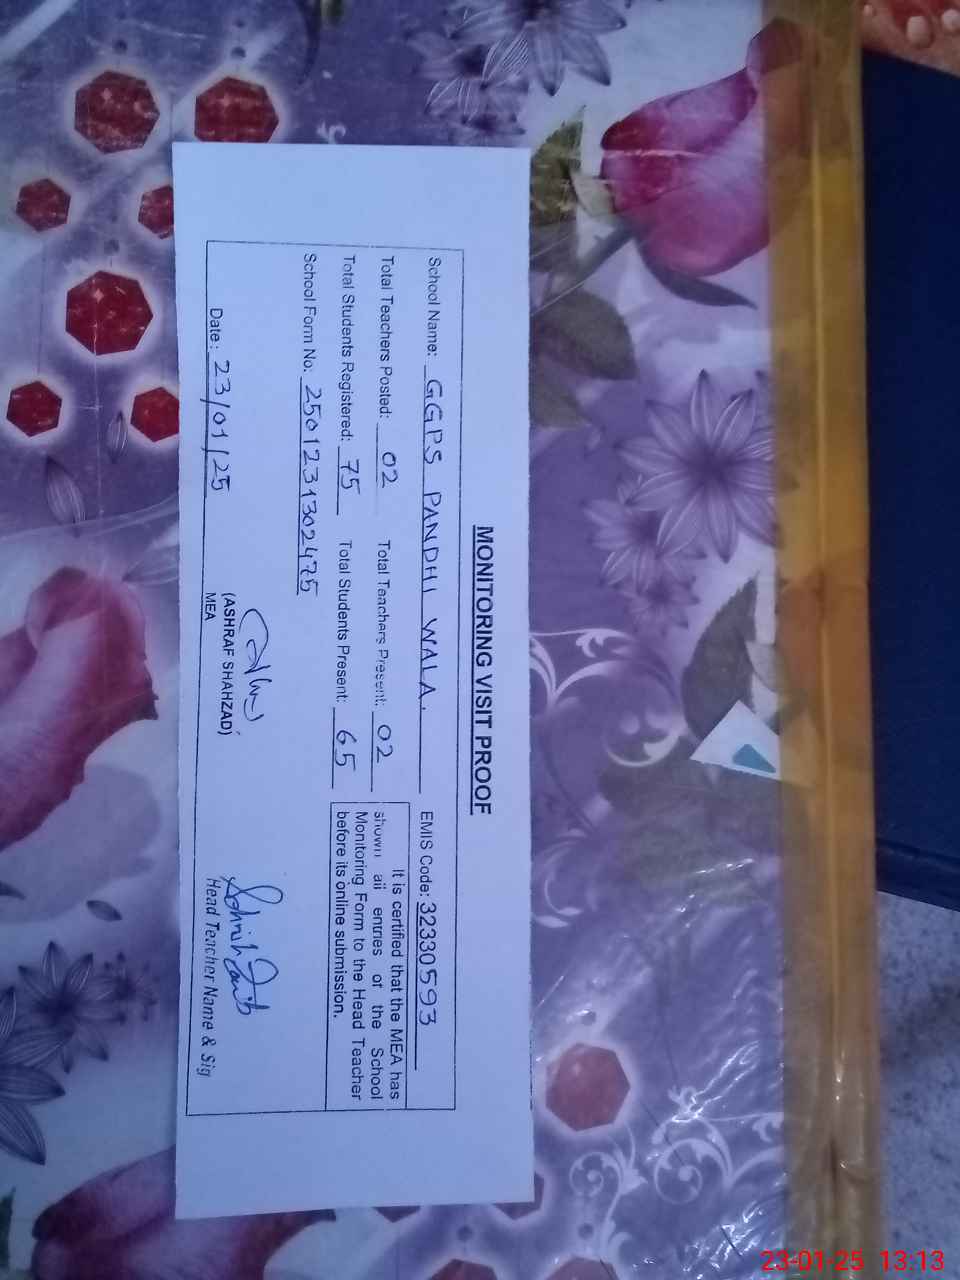 MONITORING VISIT PROOF
School Name: GGPS PANDHI WALA. EMIS Code: 32330593
Total Teachers Posted: 02 Total Teachers Present: 02
Total Students Registered: 75 Total Students Present: 65
It is certified that the MEA has
shown all entries of the School
Monitoring Form to the Head Teacher
before its online submission.
School Form No: 2501231302475
Date: 23/01/25
(ASHRAF SHAHZAD)
MEA
Head Teacher Name & Sig
23-01-25 13:13